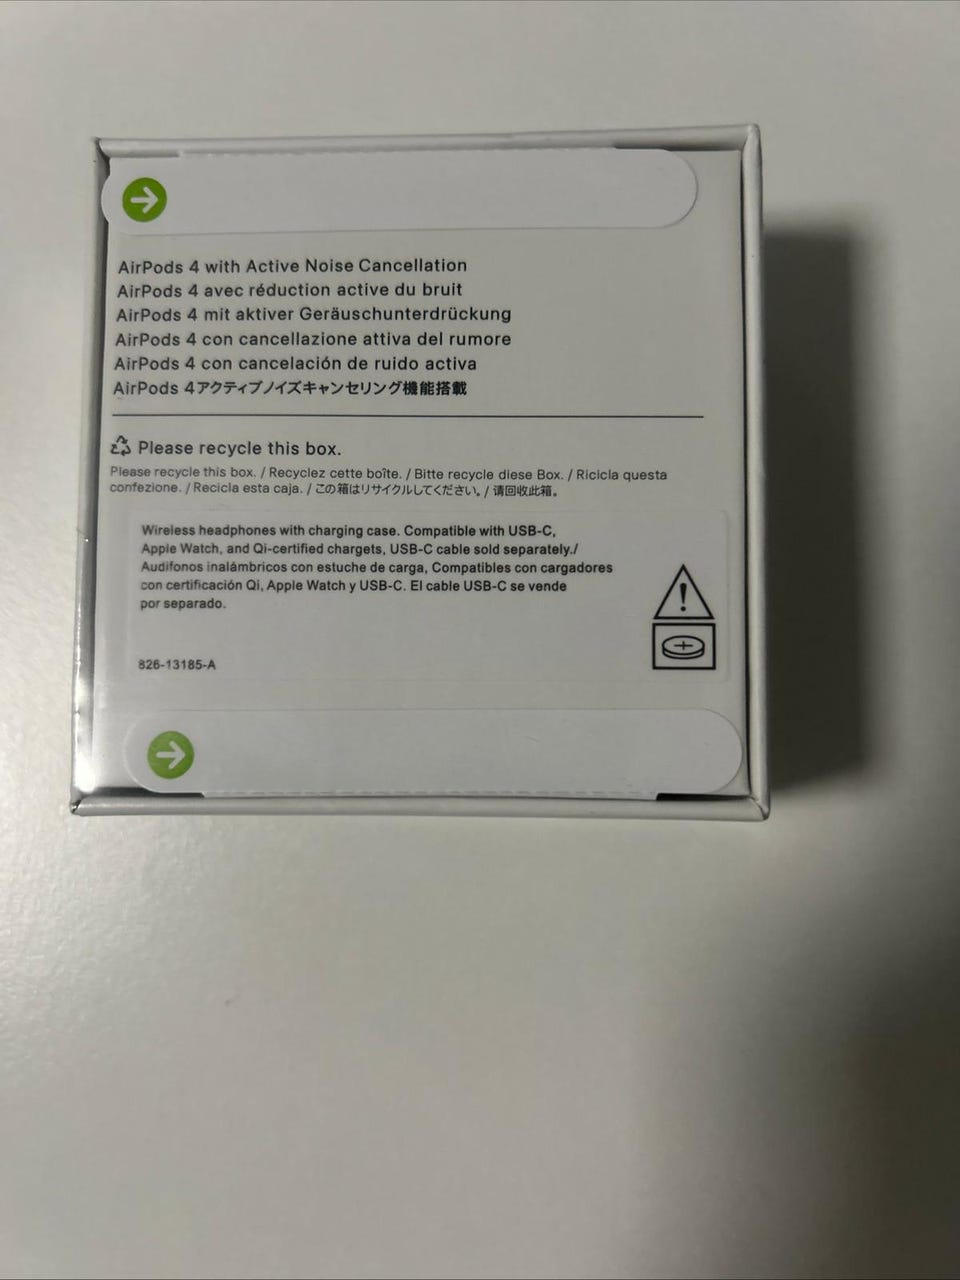 AirPods 4 with Active Noise Cancellation
AirPods 4 avec réduction active du bruit
AirPods 4 mit aktiver Geräuschunterdrückung
AirPods 4 con cancellazione attiva del rumore
AirPods 4 con cancelación de ruido activa
AirPods 4アクティブノイズキャンセリング機能搭載
Please recycle this box.
Please recycle this box. / Recyclez cette boîte. / Bitte recycle diese Box. / Ricicla questa
confezione. / Recicla esta caja. / この箱はリサイクルしてください。/ 请回收此箱。
Wireless headphones with charging case. Compatible with USB-C,
Apple Watch, and Qi-certified chargets, USB-C cable sold separately./
Audifonos inalámbricos con estuche de carga, Compatibles con cargadores
con certificación Qi, Apple Watch y USB-C. El cable USB-C se vende
por separado.
826-13185-A